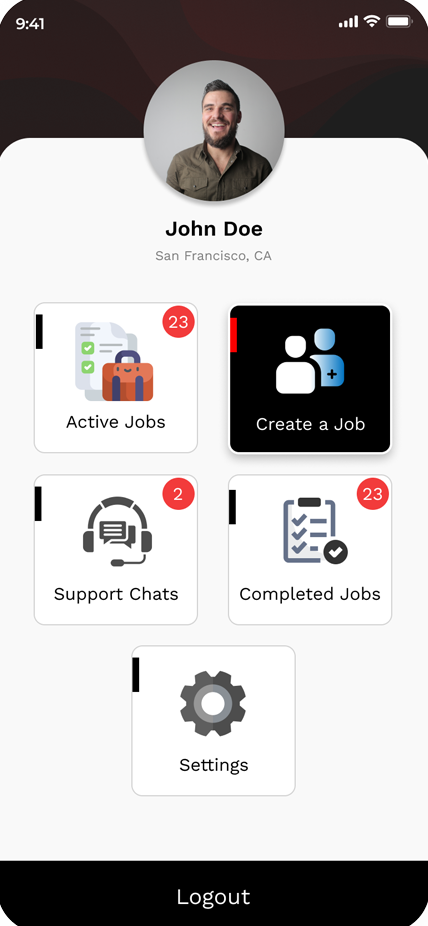 9:41
John Doe
San Francisco, CA
23
Active Jobs
Create a Job
2
Support Chats
23
Completed Jobs
Settings
Logout